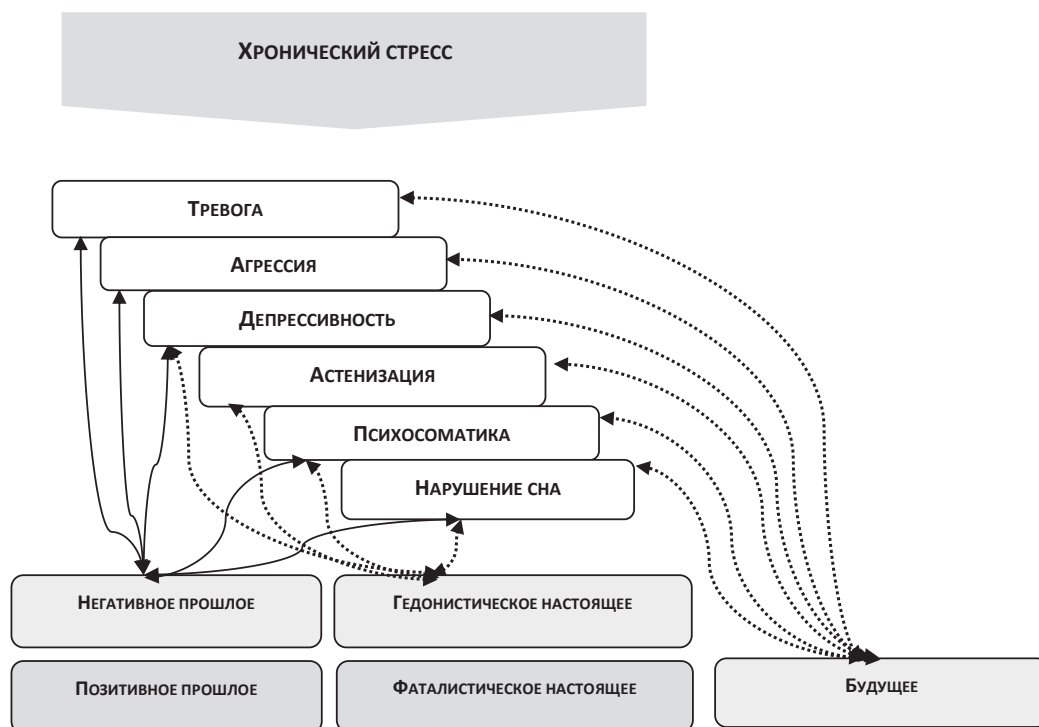 ХРОНИЧЕСКИЙ СТРЕСС
ТРЕВОГА
АГРЕССИЯ
ДЕПРЕССИВНОСТЬ
АСТЕНИЗАЦИЯ
ПСИХОСОМАТИКА
НАРУШЕНИЕ СНА
НЕГАТИВНОЕ ПРОШЛОЕ
ГЕДОНИСТИЧЕСКОЕ НАСТОЯЩЕЕ
ПОЗИТИВНОЕ ПРОШЛОЕ
ФАТАЛИСТИЧЕСКОЕ НАСТОЯЩЕЕ
БУДУЩЕЕ